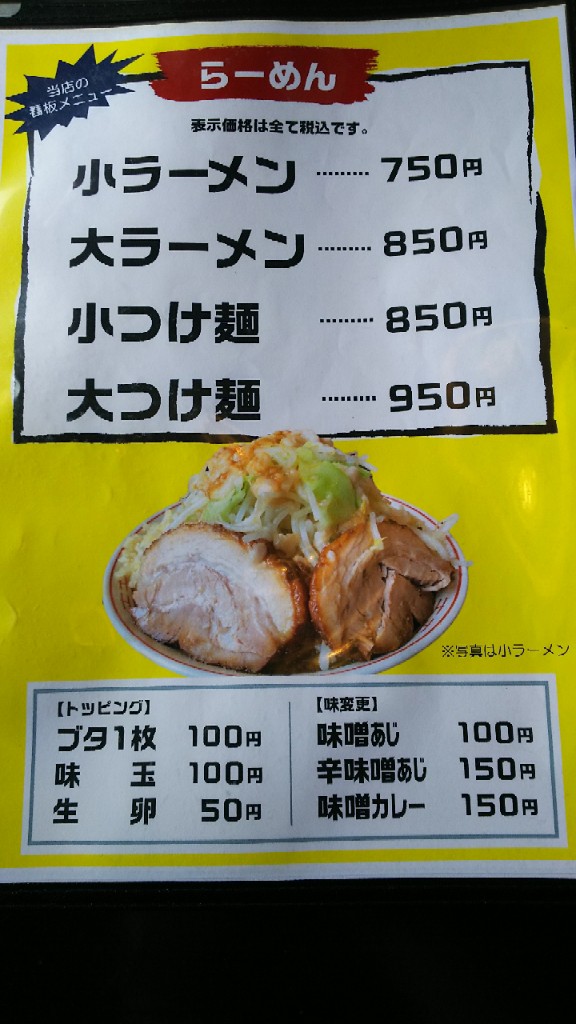 当店の
看板メニュー
らーめん
表示価格は全て税込です。
小ラーメン ……… 750円
大ラーメン ……… 850円
小つけ麺 ……… 850円
大つけ麺 ……… 950円
※写真は小ラーメン
【トッピング】
ブタ1枚 100円
味玉 100円
生卵 50円
【味変更】
味噌あじ 100円
辛味噌あじ 150円
味噌カレー 150円